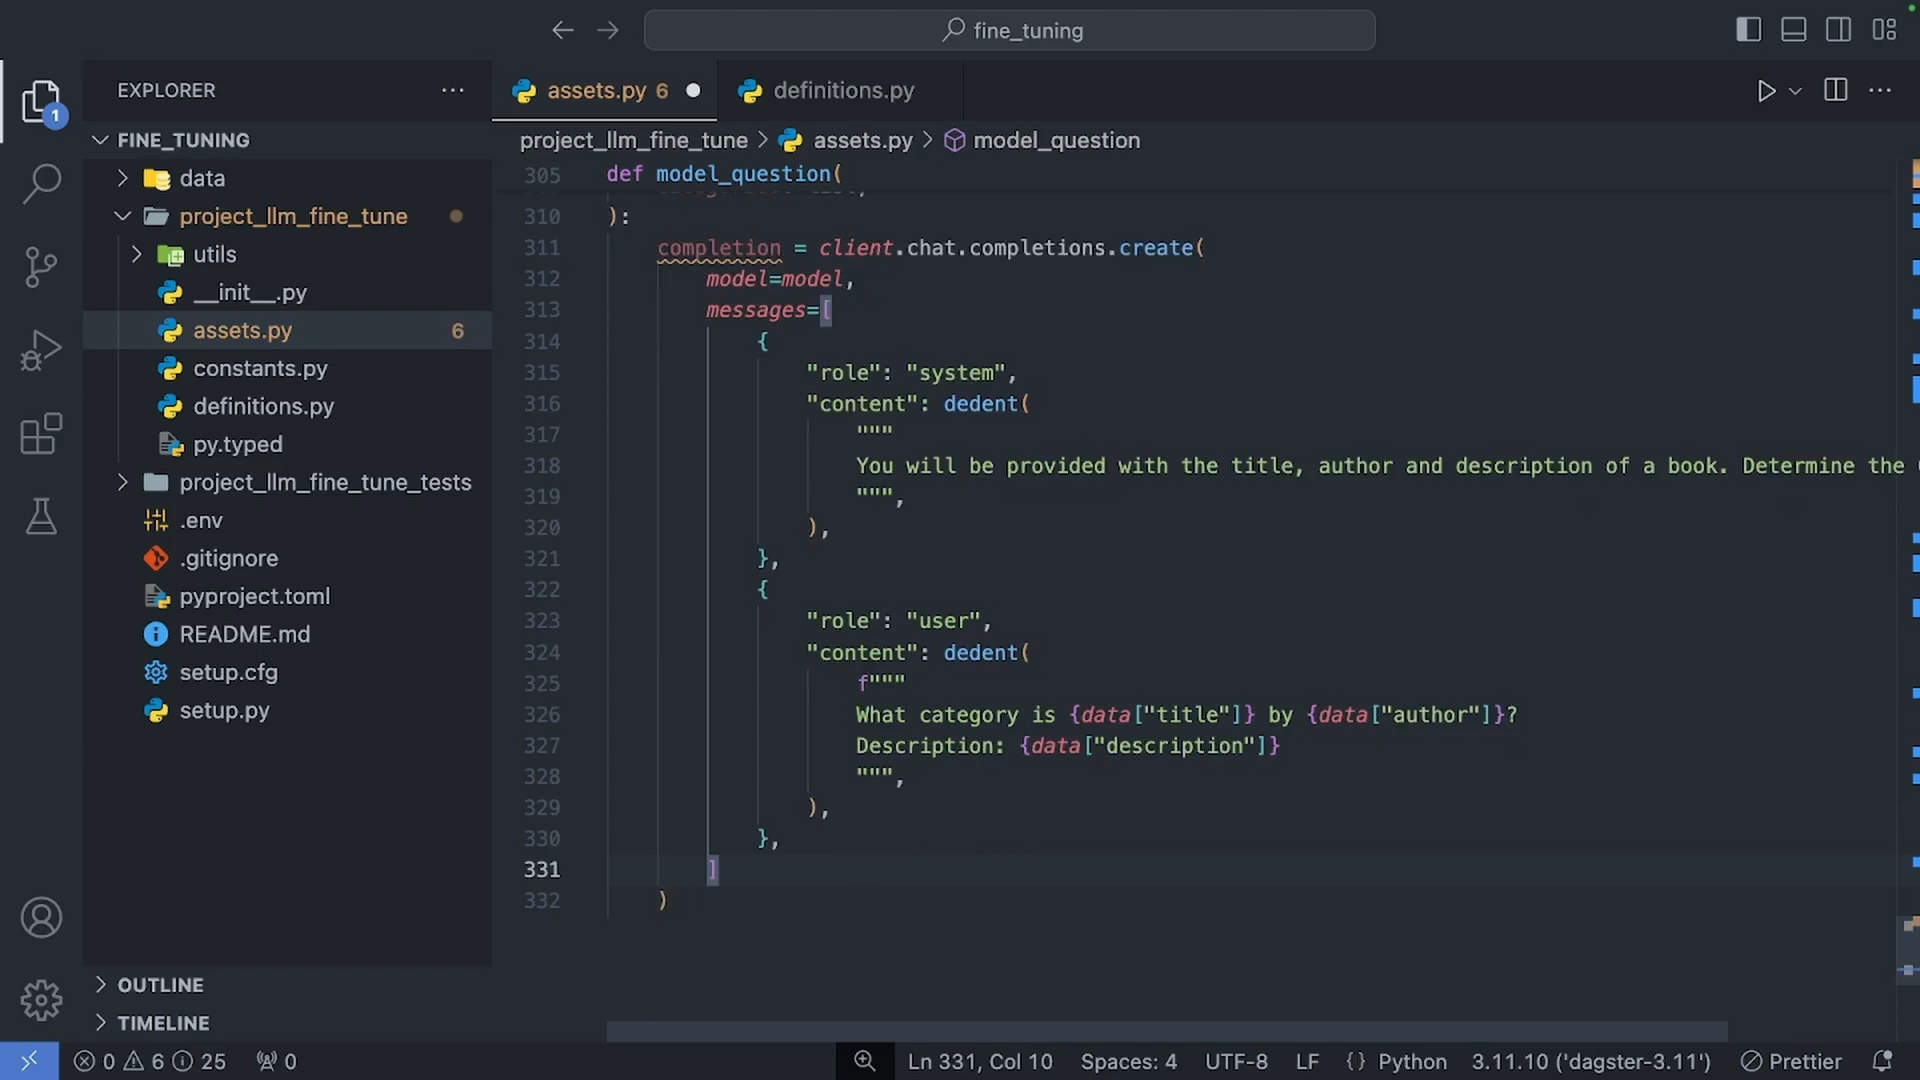 fine_tuning
EXPLORER
1
FINE_TUNING
data
project_llm_fine_tune
utils
__init__.py
assets.py 6
constants.py
definitions.py
py.typed
project_llm_fine_tune_tests
.env
.gitignore
pyproject.toml
README.md
setup.cfg
setup.py
OUTLINE
TIMELINE
assets.py 6
definitions.py
project_llm_fine_tune > assets.py > model_question
305 def model_question(
310 ):
311 completion = client.chat.completions.create(
312 model=model,
313 messages=[
314 {
315 "role": "system",
316 "content": dedent(
317 """
318 You will be provided with the title, author and description of a book. Determine the
319 """,
320 ),
321 },
322 {
323 "role": "user",
324 "content": dedent(
325 f"""
326 What category is {data["title"]} by {data["author"]}?
327 Description: {data["description"]}
328 """,
329 ),
330 },
331 ]
332 )
0 6 25 0
Ln 331, Col 10 Spaces: 4 UTF-8 LF {} Python 3.11.10 ('dagster-3.11') Prettier